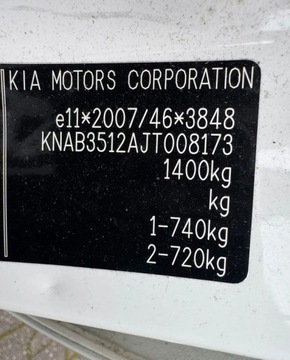 KIA MOTORS CORPORATION
e11*2007/46*3848
KNAB3512AJT008173
1400kg
kg
1-740kg
2-720kg